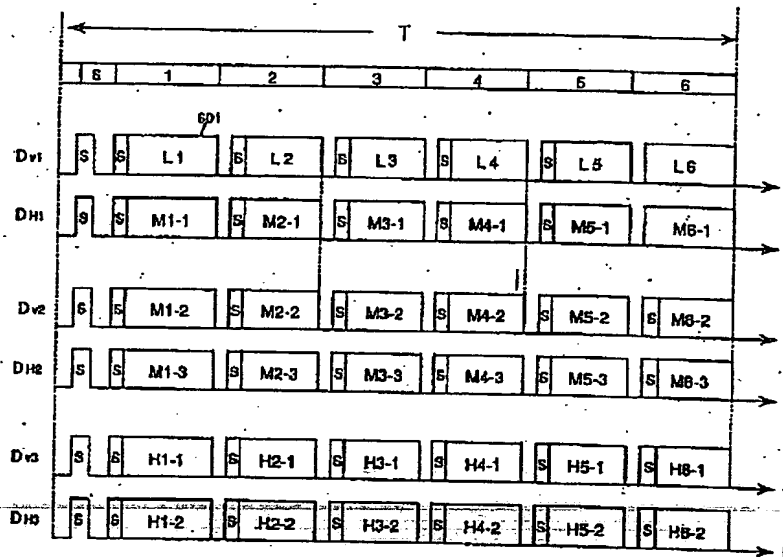 T
S 1 2 3 4 5 6
601
Dv1 S S L1 S L2 S L3 S L4 S L5 L6
DH1 S S M1-1 S M2-1 S M3-1 S M4-1 S M5-1 M6-1
Dv2 S S M1-2 S M2-2 S M3-2 S M4-2 S M5-2 S M6-2
DH2 S S M1-3 S M2-3 S M3-3 S M4-3 S M5-3 S M6-3
Dv3 S S H1-1 S H2-1 S H3-1 S H4-1 S H5-1 S H6-1
DH3 S S H1-2 S H2-2 S H3-2 S H4-2 S H5-2 S H6-2